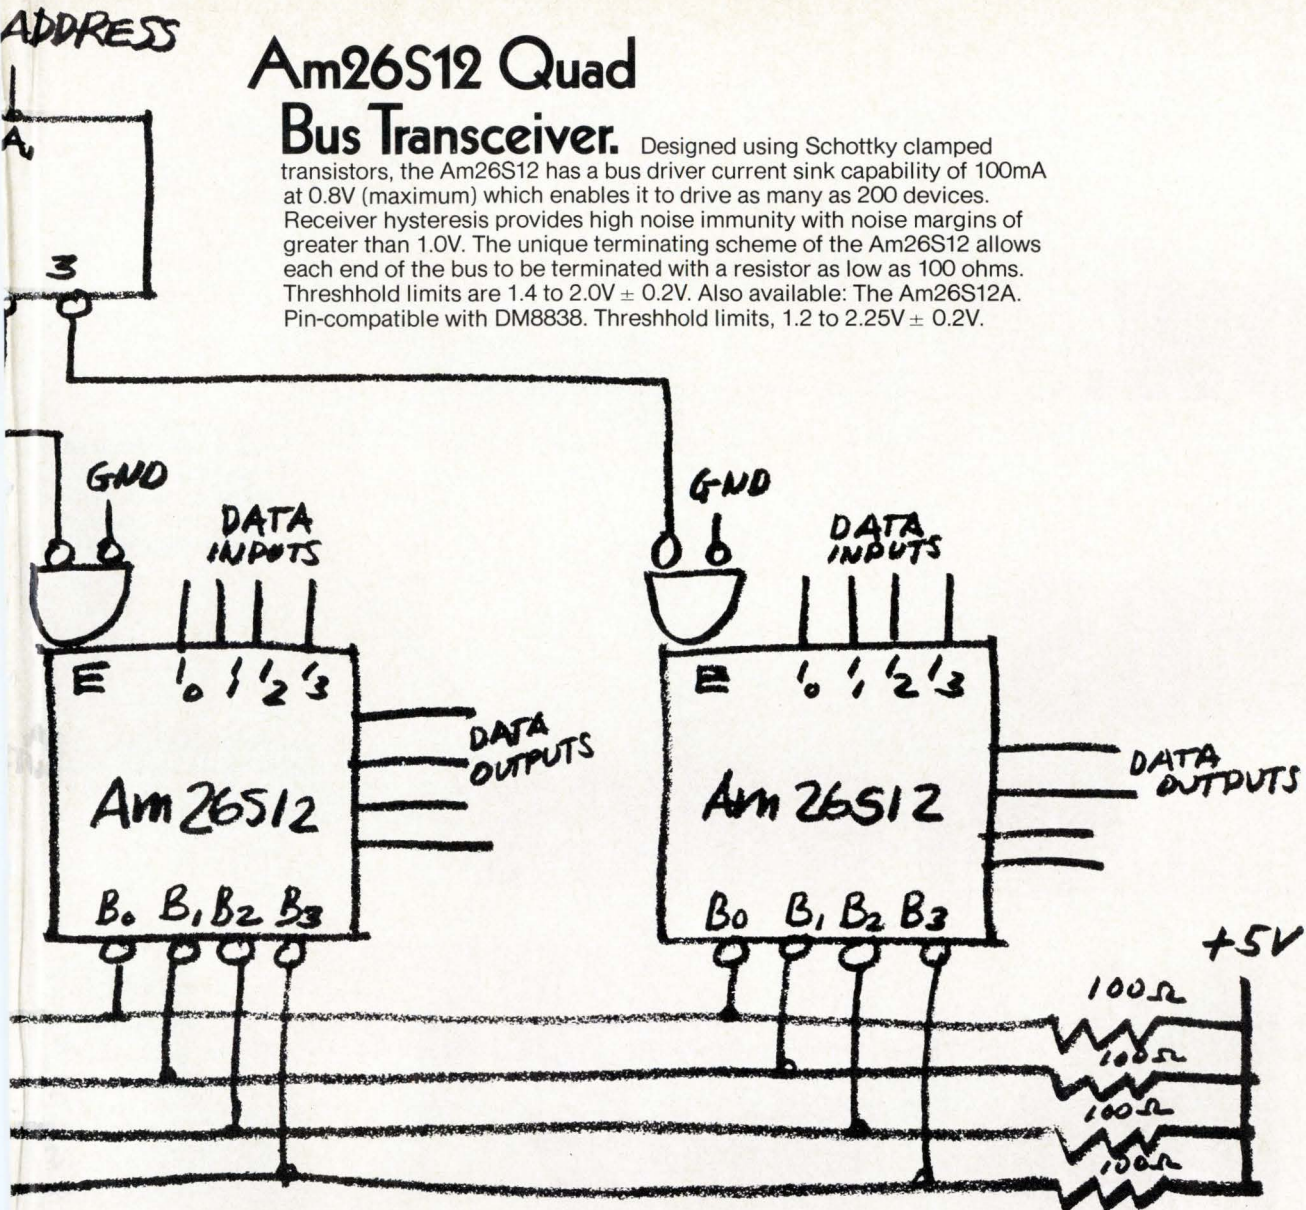 ADDRESS
Am26S12 Quad
Bus Transceiver. Designed using Schottky clamped
transistors, the Am26S12 has a bus driver current sink capability of 100mA
at 0.8V (maximum) which enables it to drive as many as 200 devices.
Receiver hysteresis provides high noise immunity with noise margins of
greater than 1.0V. The unique terminating scheme of the Am26S12 allows
each end of the bus to be terminated with a resistor as low as 100 ohms.
Threshhold limits are 1.4 to 2.0V ± 0.2V. Also available: The Am26S12A.
Pin-compatible with DM8838. Threshhold limits, 1.2 to 2.25V ± 0.2V.
A₁
3
GND
DATA
INPUTS
E I₀ I₁ I₂ I₃
DATA
OUTPUTS
Am26S12
B₀ B₁ B₂ B₃
GND
DATA
INPUTS
E I₀ I₁ I₂ I₃
DATA
OUTPUTS
Am26S12
B₀ B₁ B₂ B₃
+5V
100Ω
100Ω
100Ω
100Ω